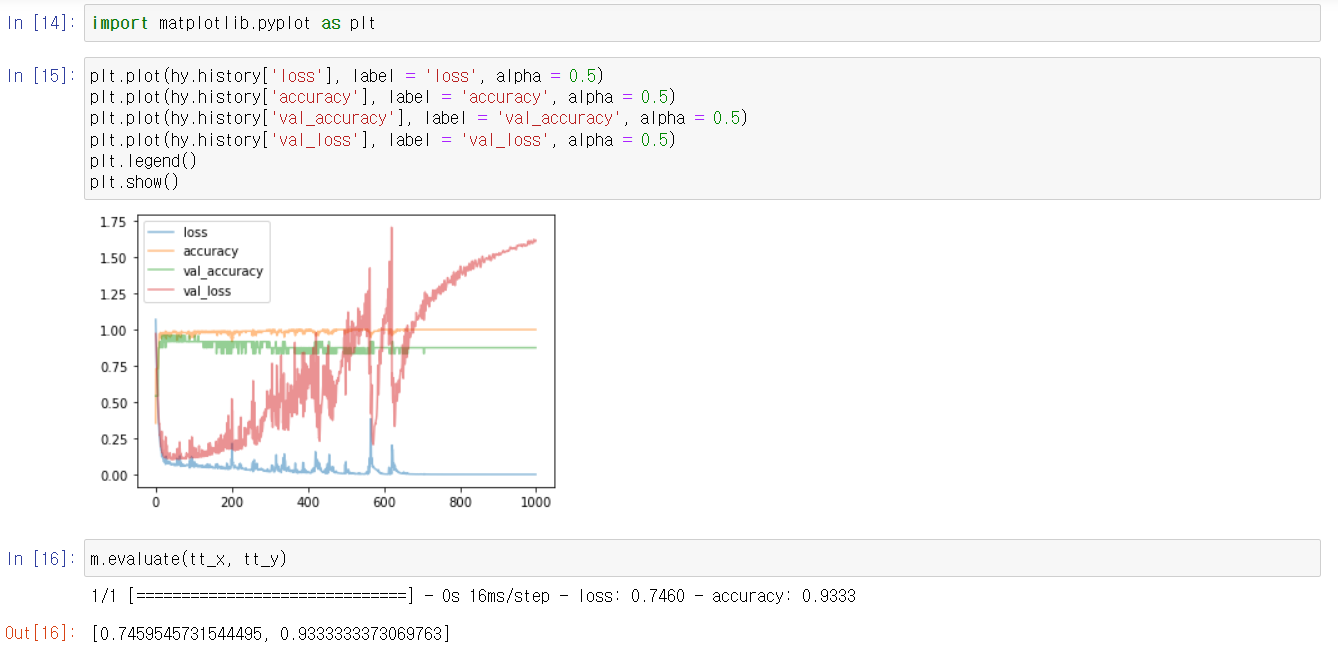 In [14]: import matplotlib.pyplot as plt
In [15]: plt.plot(hy.history['loss'], label = 'loss', alpha = 0.5)
plt.plot(hy.history['accuracy'], label = 'accuracy', alpha = 0.5)
plt.plot(hy.history['val_accuracy'], label = 'val_accuracy', alpha = 0.5)
plt.plot(hy.history['val_loss'], label = 'val_loss', alpha = 0.5)
plt.legend()
plt.show()
1.75
1.50
1.25
1.00
0.75
0.50
0.25
0.00
loss
accuracy
val_accuracy
val_loss
0 200 400 600 800 1000
In [16]: m.evaluate(tt_x, tt_y)
1/1 [==============================] - 0s 16ms/step - loss: 0.7460 - accuracy: 0.9333
Out[16]: [0.7459545731544495, 0.9333333373069763]